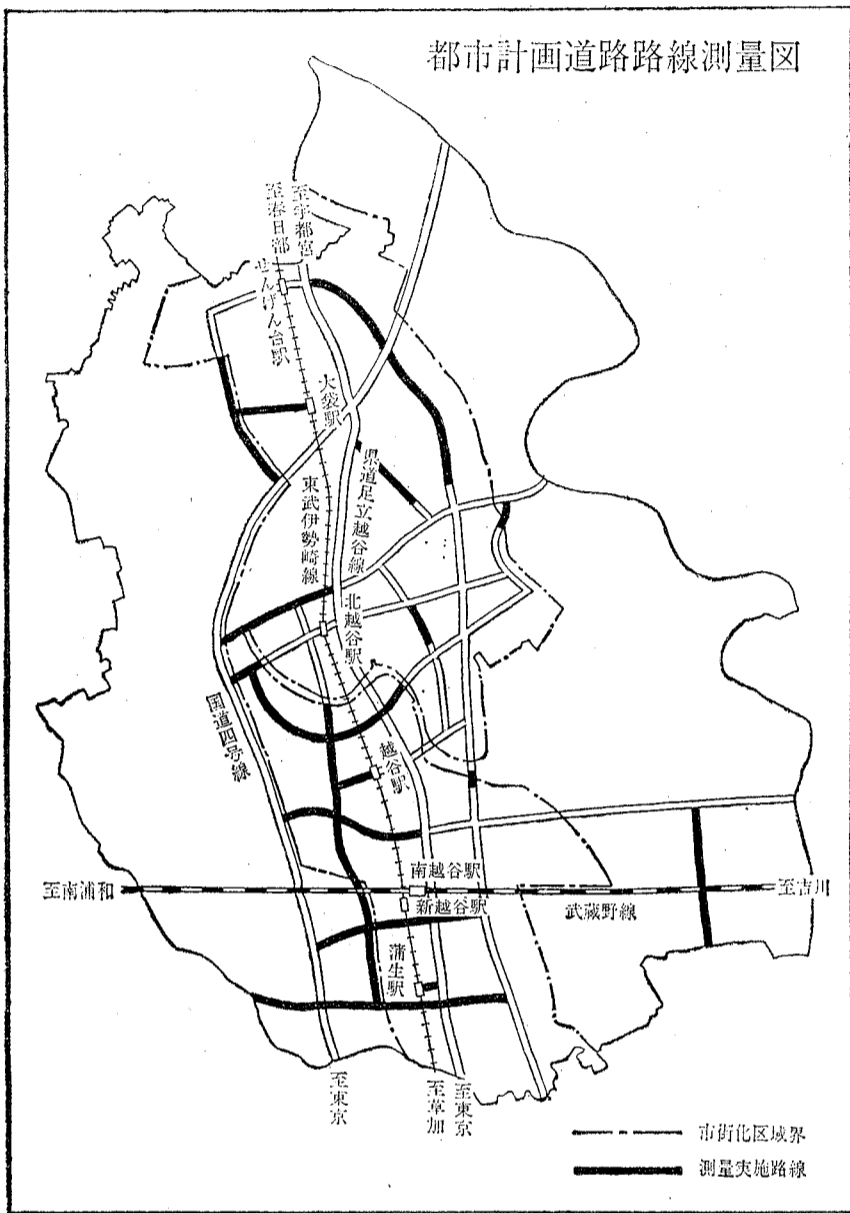 都市計画道路路線測量図
至宇都宮
至春日部
せんげん台駅
大袋駅
県道足立越谷線
東武伊勢崎線
北越谷駅
国道四号線
越谷駅
南越谷駅
至南浦和
至吉川
新越谷駅
武蔵野線
蒲生駅
至東京
至草加
至東京
市街化区域界
測量実施路線